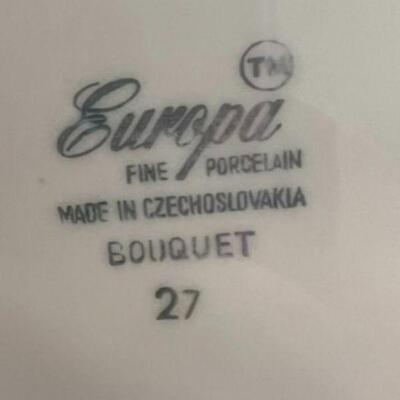 TM
Europa
FINE PORCELAIN
MADE IN CZECHOSLOVAKIA
BOUQUET
27